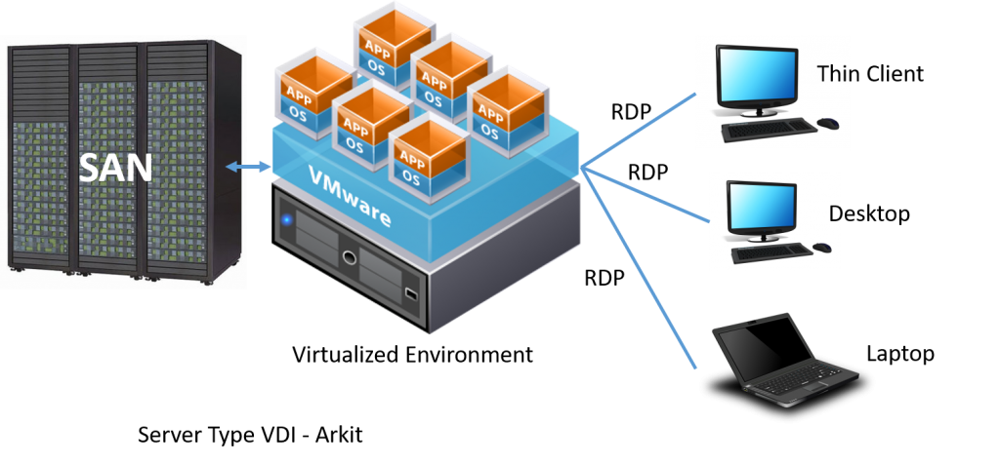 SAN
APP
OS
APP
OS
APP
OS
APP
OS
APP
OS
APP
OS
VMware
Virtualized Environment
RDP
RDP
RDP
Thin Client
Desktop
Laptop
Server Type VDI - Arkit